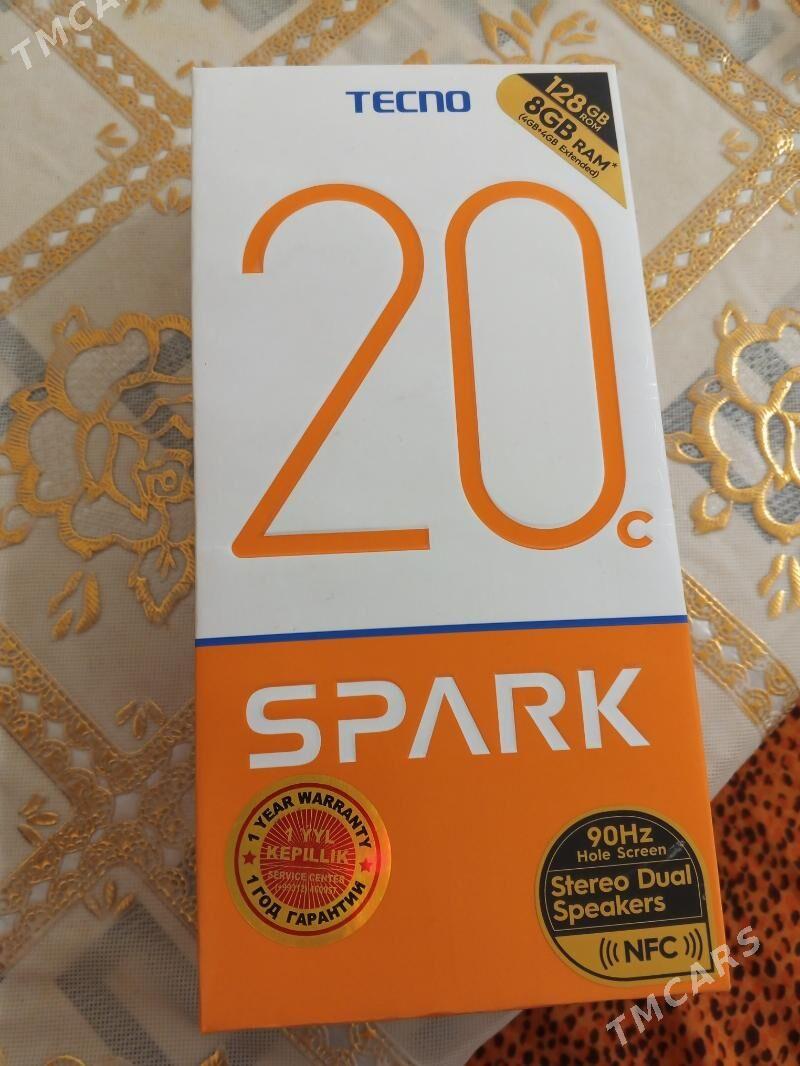 TMCARS
TECNO
128GB
ROM
8GB RAM*
(4GB+4GB Extended)
20c
SPARK
1 YEAR WARRANTY
1 YYL
KEPILLIK
SERVICE CENTER
1 ГОД ГАРАНТИИ
90Hz
Hole Screen
Stereo Dual
Speakers
NFC
TMCARS